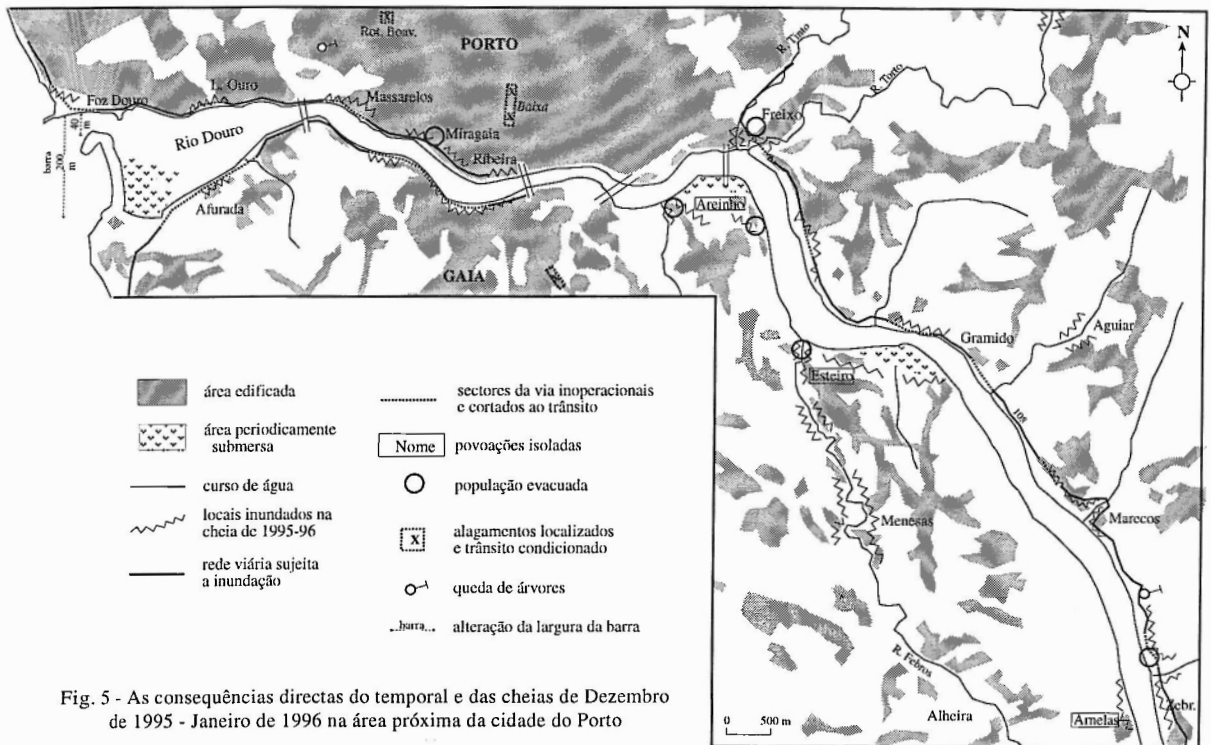 Rot. Boav.
PORTO
N
R. Tinto
R. Torto
L. Ouro
Foz Douro
Massarelos
Baixa
x
Freixo
barra
200
m
40
m
Rio Douro
Miragaia
Ribeira
Afurada
Areinho
GAIA
Gramido
Aguiar
Esteiro
108
Marecos
Menesas
R. Febros
Alheira
Arnelas
Zebr.
0 500 m
área edificada
área periodicamente
submersa
curso de água
locais inundados na
cheia de 1995-96
rede viária sujeita
a inundação
sectores da via inoperacionais
e cortados ao trânsito
Nome povoações isoladas
população evacuada
x alagamentos localizados
e trânsito condicionado
queda de árvores
barra alteração da largura da barra
Fig. 5 - As consequências directas do temporal e das cheias de Dezembro
de 1995 - Janeiro de 1996 na área próxima da cidade do Porto